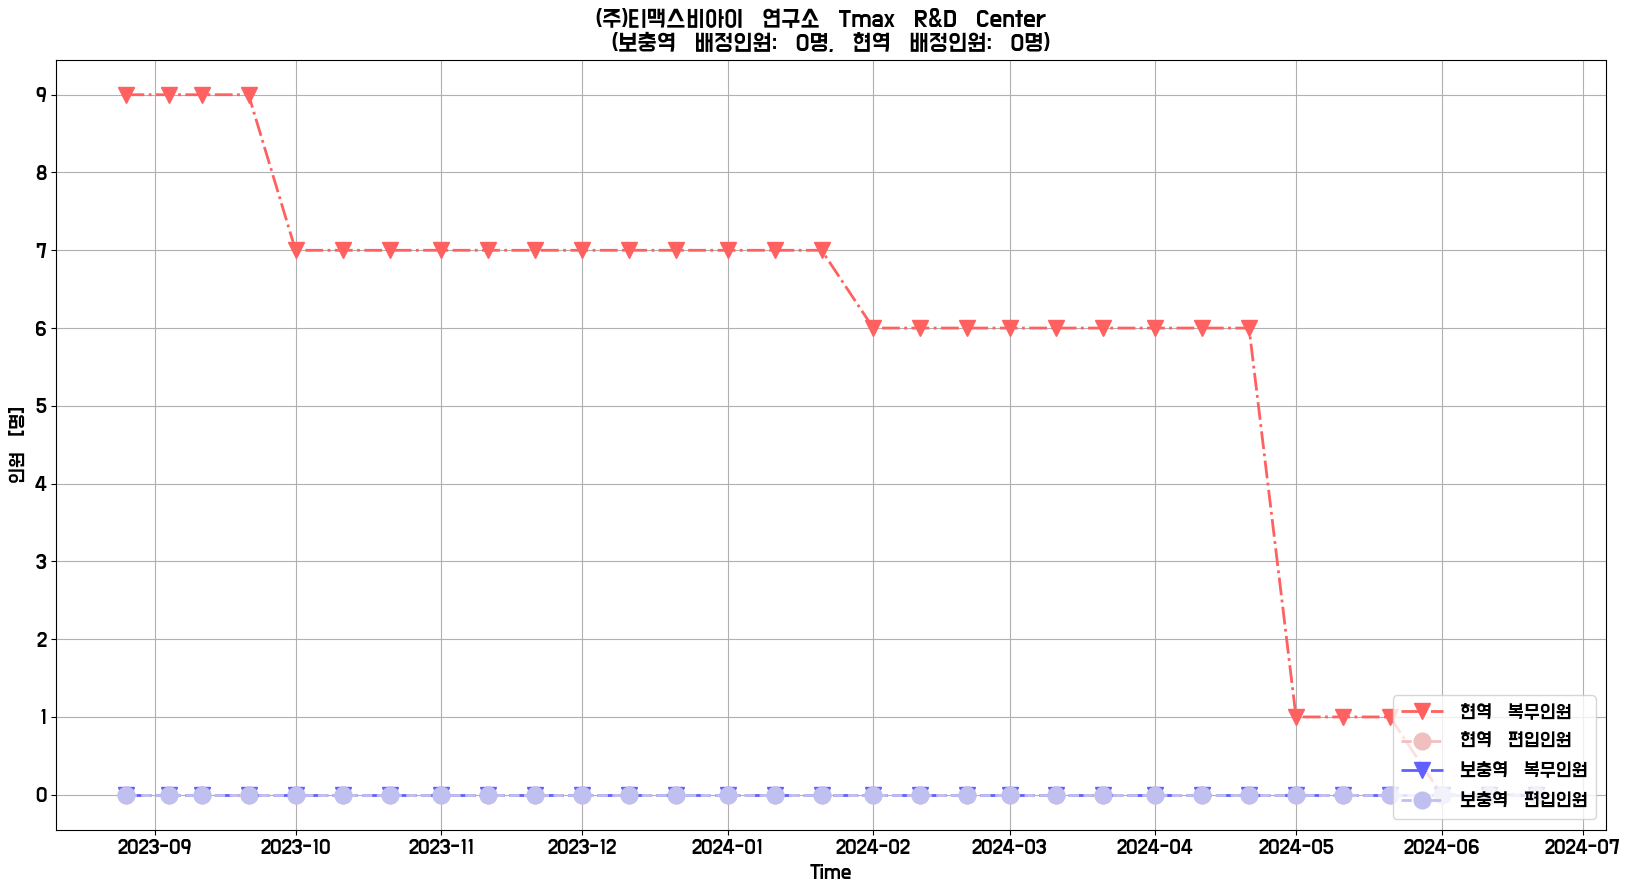 (주)티맥스비아이 연구소 Tmax R&D Center
(보충역 배정인원: 0명, 현역 배정인원: 0명)
인원 [명]
9
8
7
6
5
4
3
2
1
0
현역 복무인원
현역 편입인원
보충역 복무인원
보충역 편입인원
2023-09 2023-10 2023-11 2023-12 2024-01 2024-02 2024-03 2024-04 2024-05 2024-06 2024-07
Time